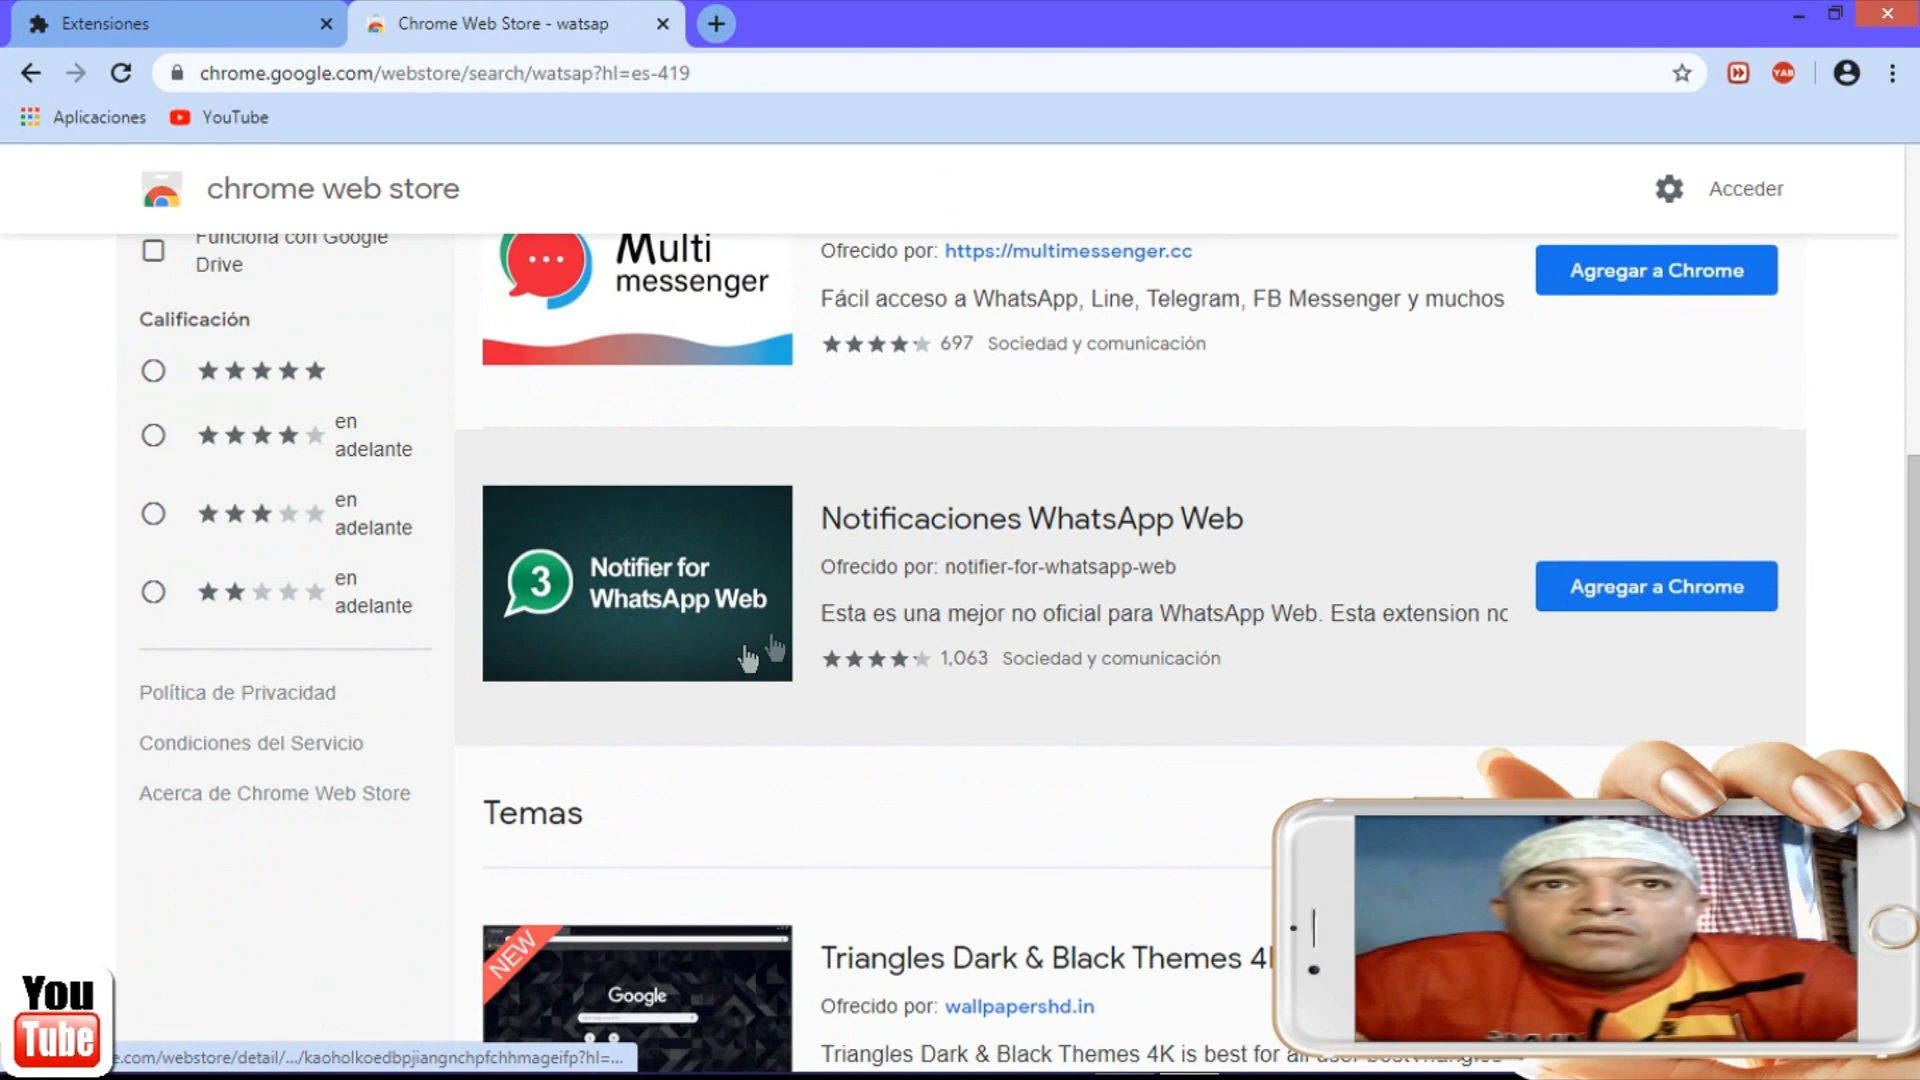 Extensiones
Chrome Web Store - watsap
chrome.google.com/webstore/search/watsap?hl=es-419
YAB
Aplicaciones
YouTube
chrome web store
Acceder
Funciona con Google
Drive
Calificación
en
adelante
en
adelante
en
adelante
Política de Privacidad
Condiciones del Servicio
Acerca de Chrome Web Store
Multi
messenger
Ofrecido por: https://multimessenger.cc
Fácil acceso a WhatsApp, Line, Telegram, FB Messenger y muchos
697 Sociedad y comunicación
Agregar a Chrome
3
Notifier for
WhatsApp Web
Notificaciones WhatsApp Web
Ofrecido por: notifier-for-whatsapp-web
Esta es una mejor no oficial para WhatsApp Web. Esta extension no
1,063 Sociedad y comunicación
Agregar a Chrome
Temas
NEW
Google
Triangles Dark & Black Themes 4K
Ofrecido por: wallpapershd.in
Triangles Dark & Black Themes 4K is best for all user
You
Tube
e.com/webstore/detail/.../kaoholkoedbpjiangnchpfchhmageifp?hl=...